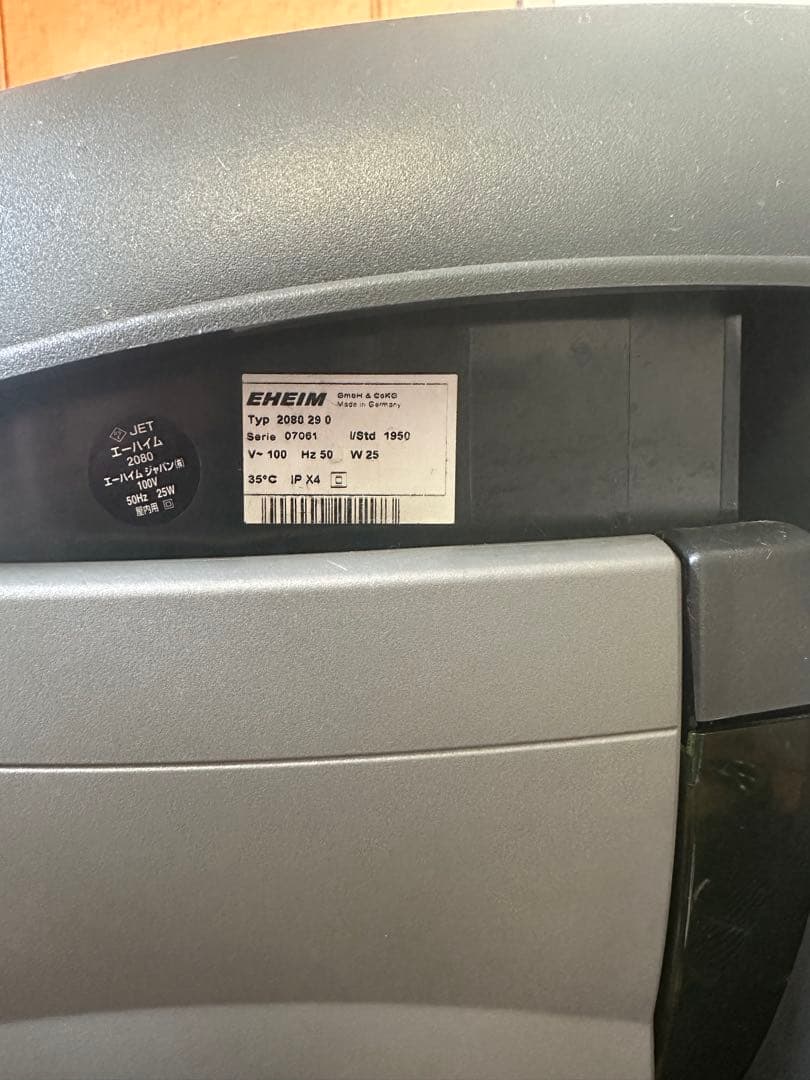 JET
エーハイム
2080
エーハイム ジャパン(有)
100V
50Hz 25W
屋内用
EHEIM GmbH & CoKG
Made in Germany
Typ 2080 29 0
Serie 07061 l/Std 1950
V~ 100 Hz 50 W 25
35°C IP X4